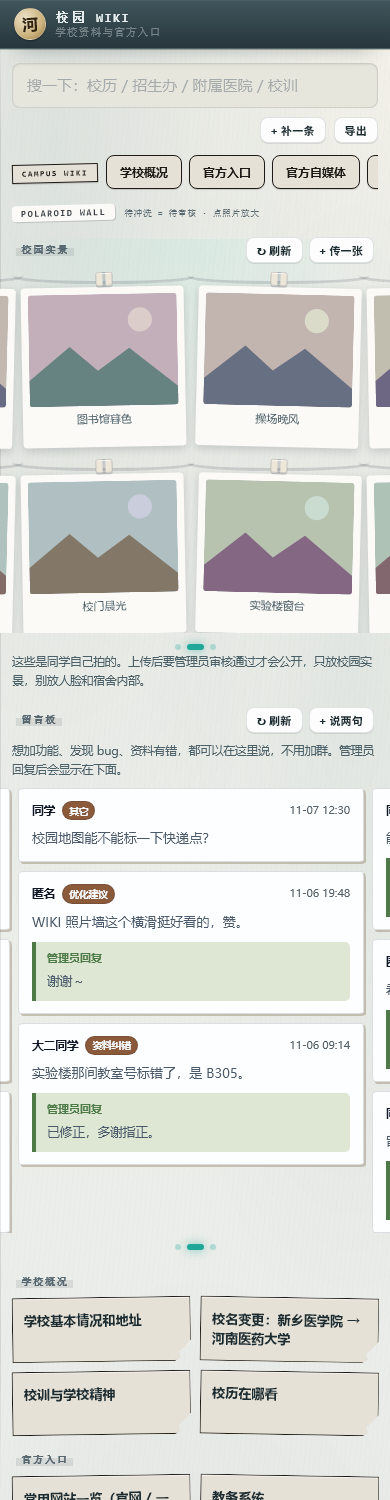 河
校园 WIKI
学校资料与官方入口
搜一下：校历 / 招生办 / 附属医院 / 校训
+ 补一条
导出
CAMPUS WIKI
学校概况
官方入口
官方自媒体
POLAROID WALL
待冲洗 = 待审核 · 点照片放大
校园实景
↻ 刷新
+ 传一张
图书馆暮色
操场晚风
校门晨光
实验楼窗台
这些是同学自己拍的。上传后要管理员审核通过才会公开，只放校园实
景，别放人脸和宿舍内部。
留言板
↻ 刷新
+ 说两句
想加功能、发现 bug、资料有错，都可以在这里说，不用加群。管理员
回复后会显示在下面。
同学 其它 11-07 12:30
校园地图能不能标一下快递点？
匿名 优化建议 11-06 19:48
WIKI 照片墙这个横滑挺好看的，赞。
管理员回复
谢谢～
大二同学 资料纠错 11-06 09:14
实验楼那间教室号标错了，是 B305。
管理员回复
已修正，多谢指正。
学校概况
学校基本情况和地址
校名变更：新乡医学院 →
河南医药大学
校训与学校精神
校历在哪看
官方入口
常用网站一览（官网 / 一
教务系统